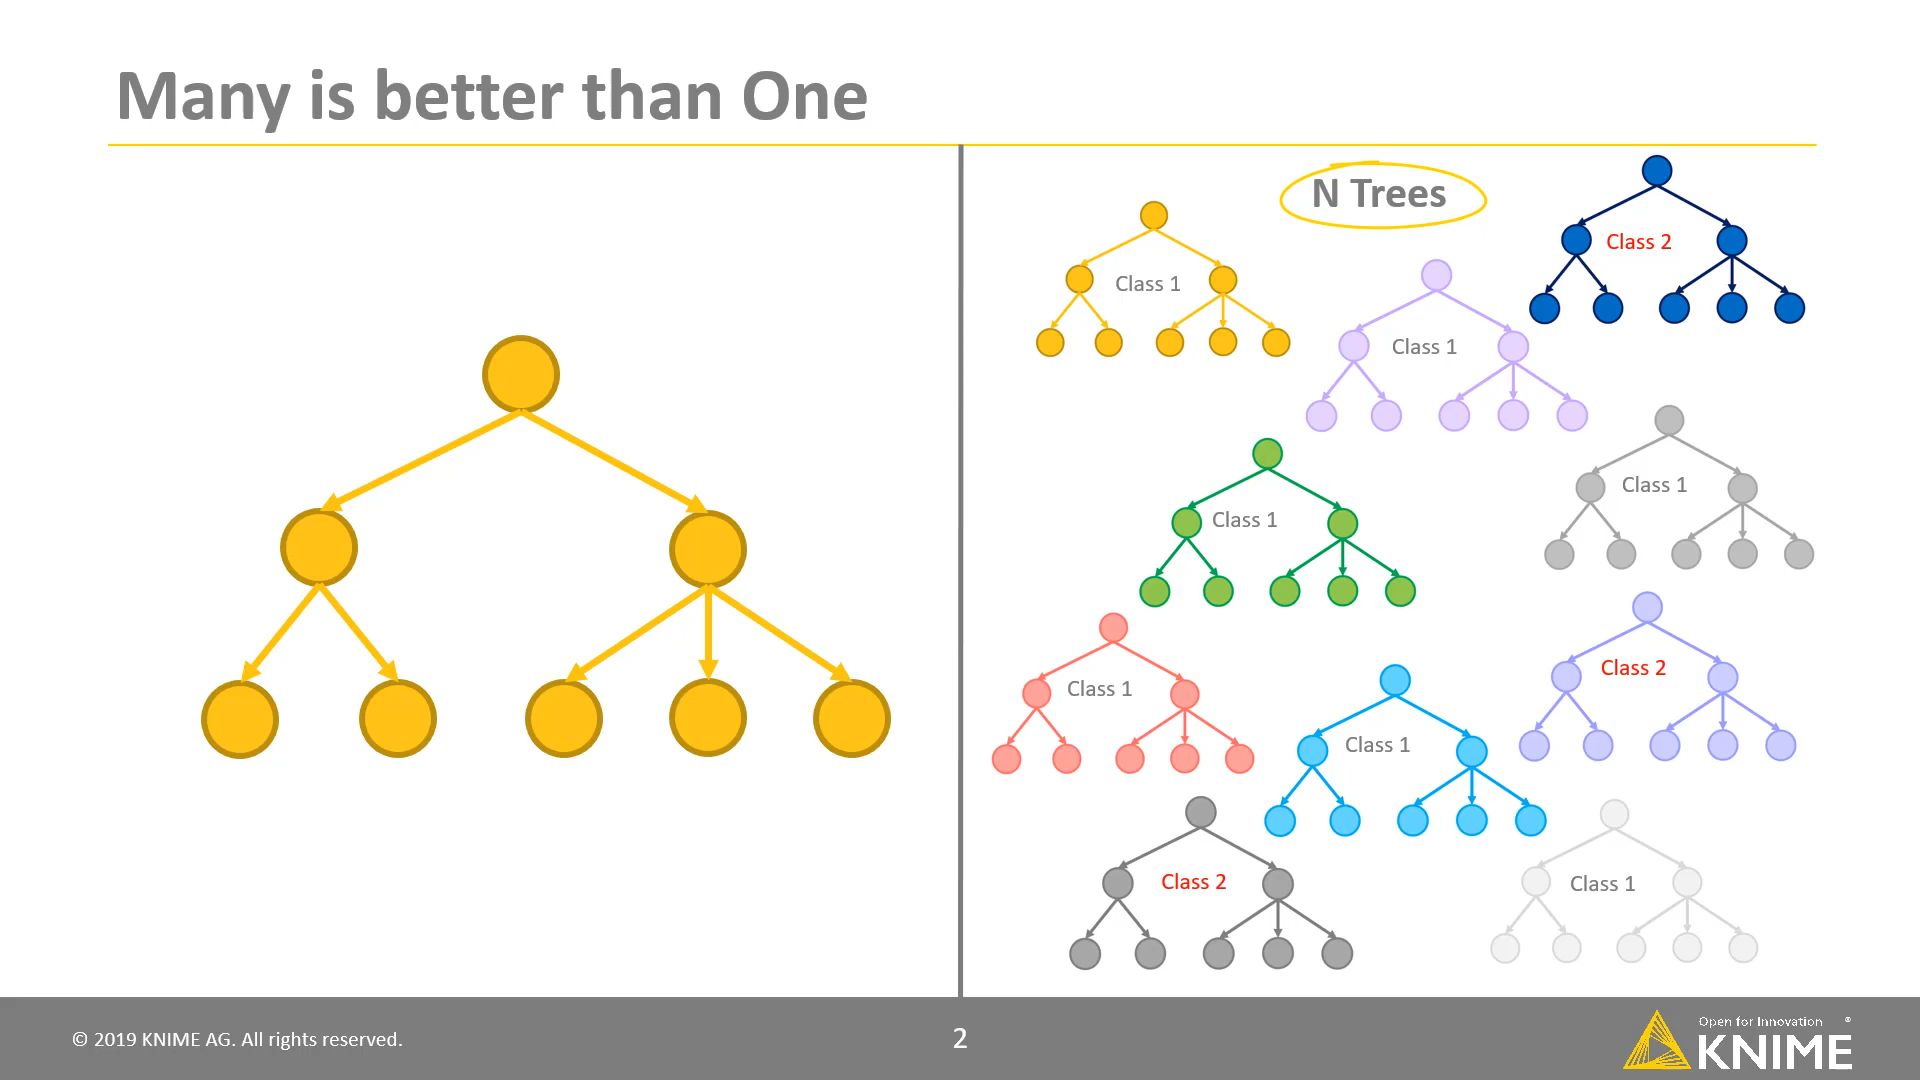 Many is better than One
N Trees
Class 2
Class 1
Class 1
Class 1
Class 1
Class 2
Class 1
Class 1
Class 2
Class 1
© 2019 KNIME AG. All rights reserved.
2
Open for Innovation ®
KNIME